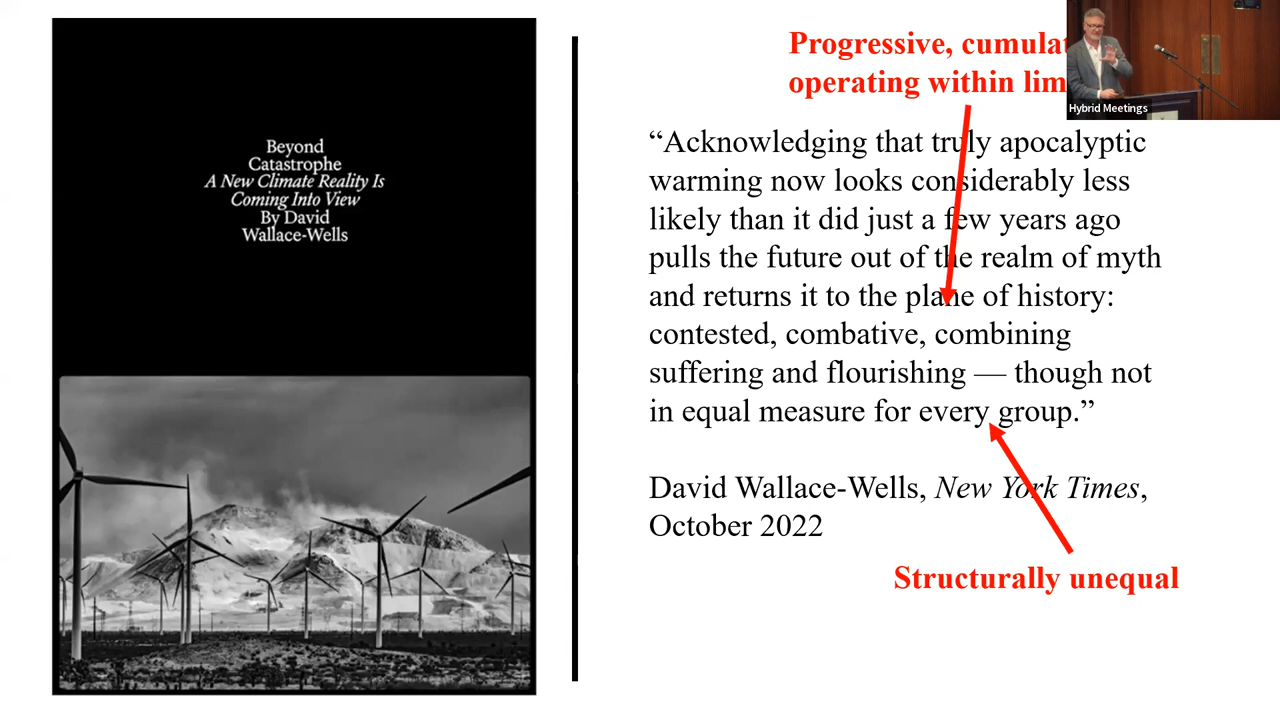 Beyond
Catastrophe
A New Climate Reality Is
Coming Into View
By David
Wallace-Wells
Progressive,
operating within
Hybrid Meetings
“Acknowledging that truly apocalyptic
warming now looks considerably less
likely than it did just a few years ago
pulls the future out of the realm of myth
and returns it to the plane of history:
contested, combative, combining
suffering and flourishing — though not
in equal measure for every group.”
David Wallace-Wells, New York Times,
October 2022
Structurally unequal